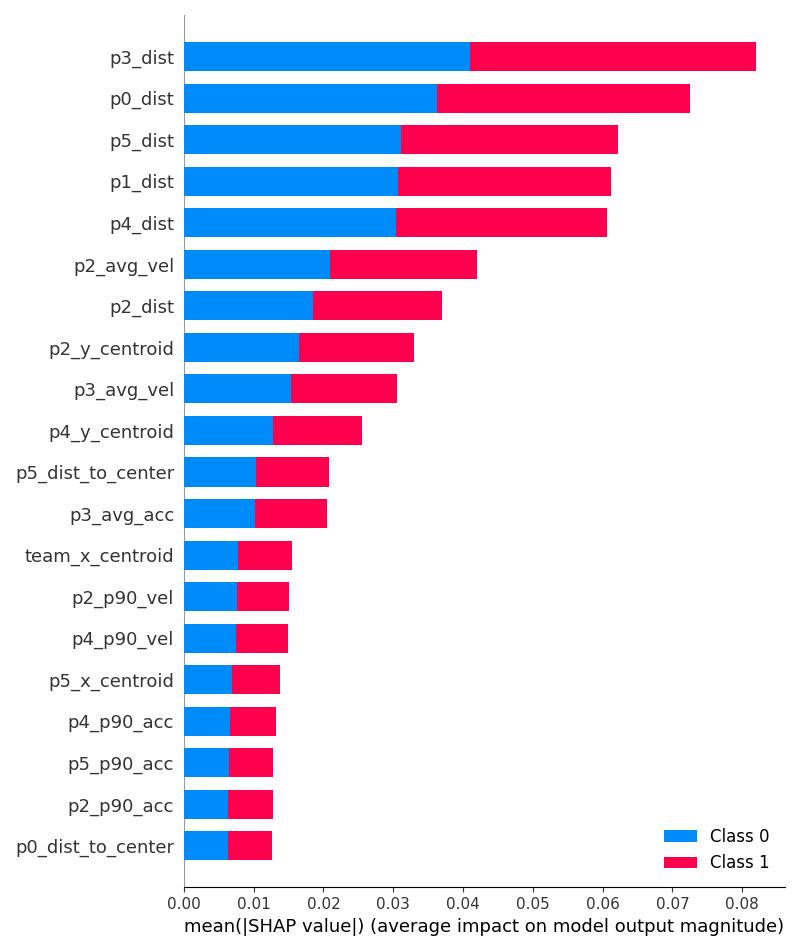 p3_dist
p0_dist
p5_dist
p1_dist
p4_dist
p2_avg_vel
p2_dist
p2_y_centroid
p3_avg_vel
p4_y_centroid
p5_dist_to_center
p3_avg_acc
team_x_centroid
p2_p90_vel
p4_p90_vel
p5_x_centroid
p4_p90_acc
p5_p90_acc
p2_p90_acc
p0_dist_to_center
Class 0
Class 1
0.00 0.01 0.02 0.03 0.04 0.05 0.06 0.07 0.08
mean(|SHAP value|) (average impact on model output magnitude)